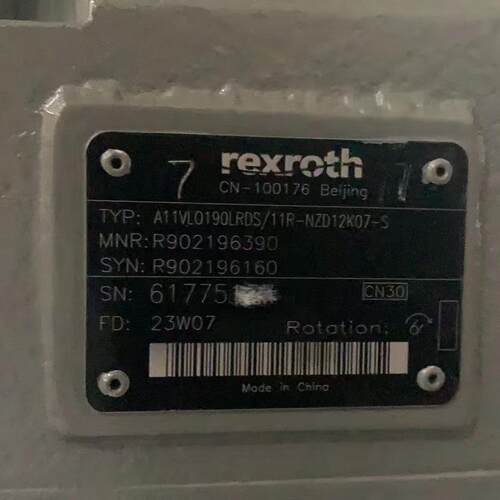 7 rexroth 17
CN-100176 Beijing
TYP: A11VLO190LRDS/11R-NZD12K07-S
MNR: R902196390
SYN: R902196160
SN: 61775 CN30
FD: 23W07 Rotation:
Made in China